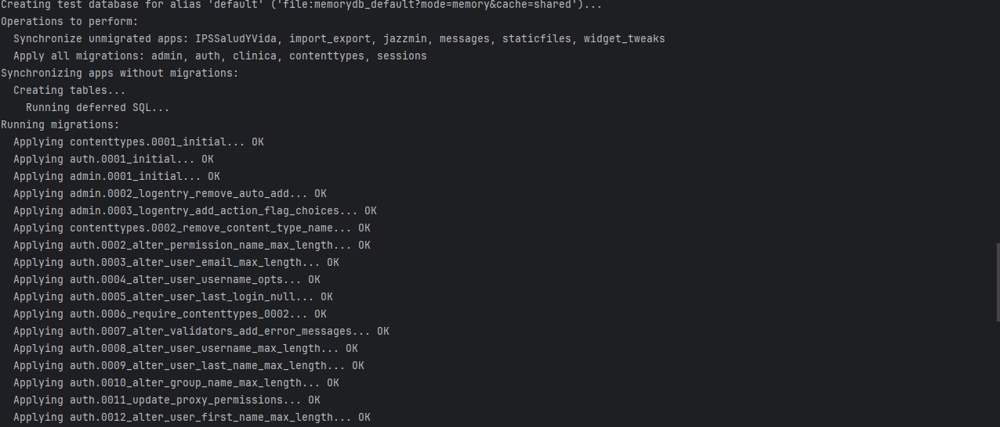 Creating test database for alias 'default' ('file:memorydb_default?mode=memory&cache=shared')...
Operations to perform:
  Synchronize unmigrated apps: IPSSaludYVida, import_export, jazzmin, messages, staticfiles, widget_tweaks
  Apply all migrations: admin, auth, clinica, contenttypes, sessions
Synchronizing apps without migrations:
  Creating tables...
    Running deferred SQL...
Running migrations:
  Applying contenttypes.0001_initial... OK
  Applying auth.0001_initial... OK
  Applying admin.0001_initial... OK
  Applying admin.0002_logentry_remove_auto_add... OK
  Applying admin.0003_logentry_add_action_flag_choices... OK
  Applying contenttypes.0002_remove_content_type_name... OK
  Applying auth.0002_alter_permission_name_max_length... OK
  Applying auth.0003_alter_user_email_max_length... OK
  Applying auth.0004_alter_user_username_opts... OK
  Applying auth.0005_alter_user_last_login_null... OK
  Applying auth.0006_require_contenttypes_0002... OK
  Applying auth.0007_alter_validators_add_error_messages... OK
  Applying auth.0008_alter_user_username_max_length... OK
  Applying auth.0009_alter_user_last_name_max_length... OK
  Applying auth.0010_alter_group_name_max_length... OK
  Applying auth.0011_update_proxy_permissions... OK
  Applying auth.0012_alter_user_first_name_max_length... OK